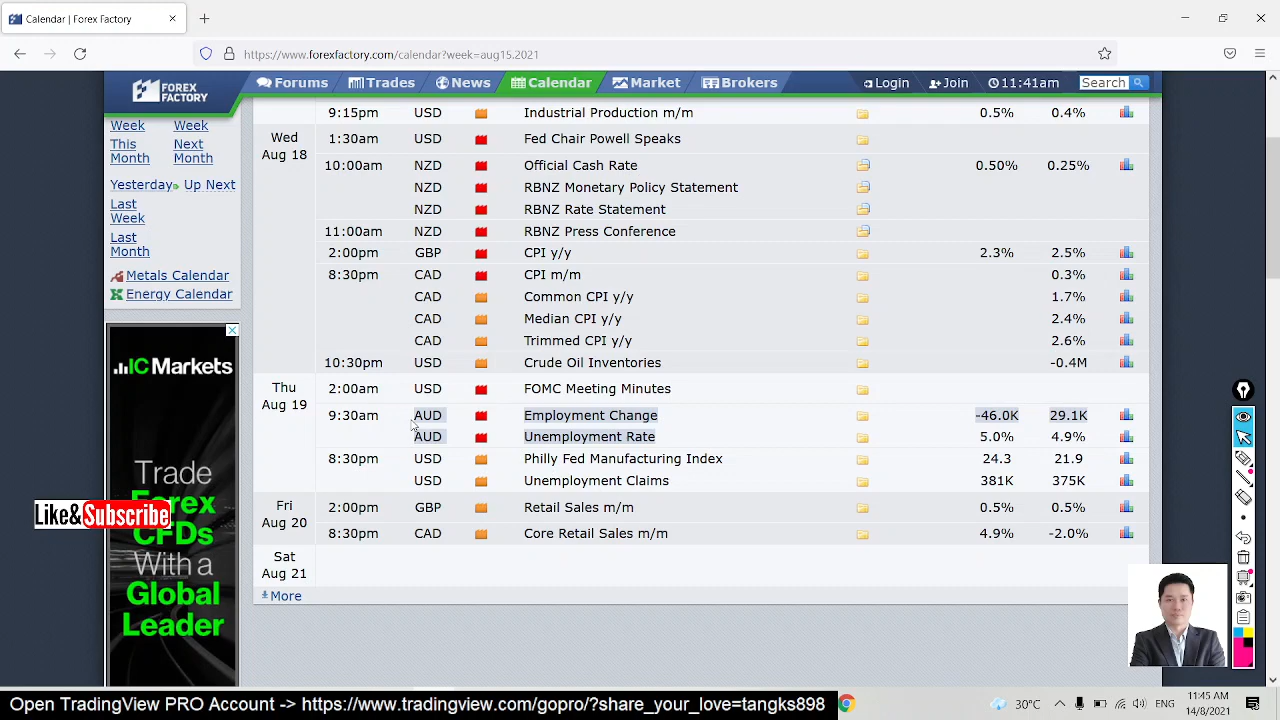 Calendar | Forex Factory
https://www.forexfactory.com/calendar?week=aug15.2021
FOREX FACTORY
Forums Trades News Calendar Market Brokers Login Join 11:41am Search
Week Week
This Month Next Month
Yesterday Up Next
Last Week
Last Month
Metals Calendar
Energy Calendar
9:15pm USD Industrial Production m/m 0.5% 0.4%
Wed Aug 18 1:30am USD Fed Chair Powell Speaks
10:00am NZD Official Cash Rate 0.50% 0.25%
NZD RBNZ Monetary Policy Statement
NZD RBNZ Rate Statement
11:00am NZD RBNZ Press Conference
2:00pm GBP CPI y/y 2.3% 2.5%
8:30pm CAD CPI m/m 0.3%
CAD Common CPI y/y 1.7%
CAD Median CPI y/y 2.4%
CAD Trimmed CPI y/y 2.6%
10:30pm USD Crude Oil Inventories -0.4M
Thu Aug 19 2:00am USD FOMC Meeting Minutes
9:30am AUD Employment Change -46.0K 29.1K
AUD Unemployment Rate 5.0% 4.9%
8:30pm USD Philly Fed Manufacturing Index 24.3 21.9
USD Unemployment Claims 381K 375K
Fri Aug 20 2:00pm GBP Retail Sales m/m 0.5% 0.5%
8:30pm CAD Core Retail Sales m/m 4.9% -2.0%
Sat Aug 21
More
IC Markets
Trade
Forex
CFDs
With a
Global
Leader
Like&Subscribe
Open TradingView PRO Account -> https://www.tradingview.com/gopro/?share_your_love=tangks898
30°C ENG 11:45 AM
14/8/2021